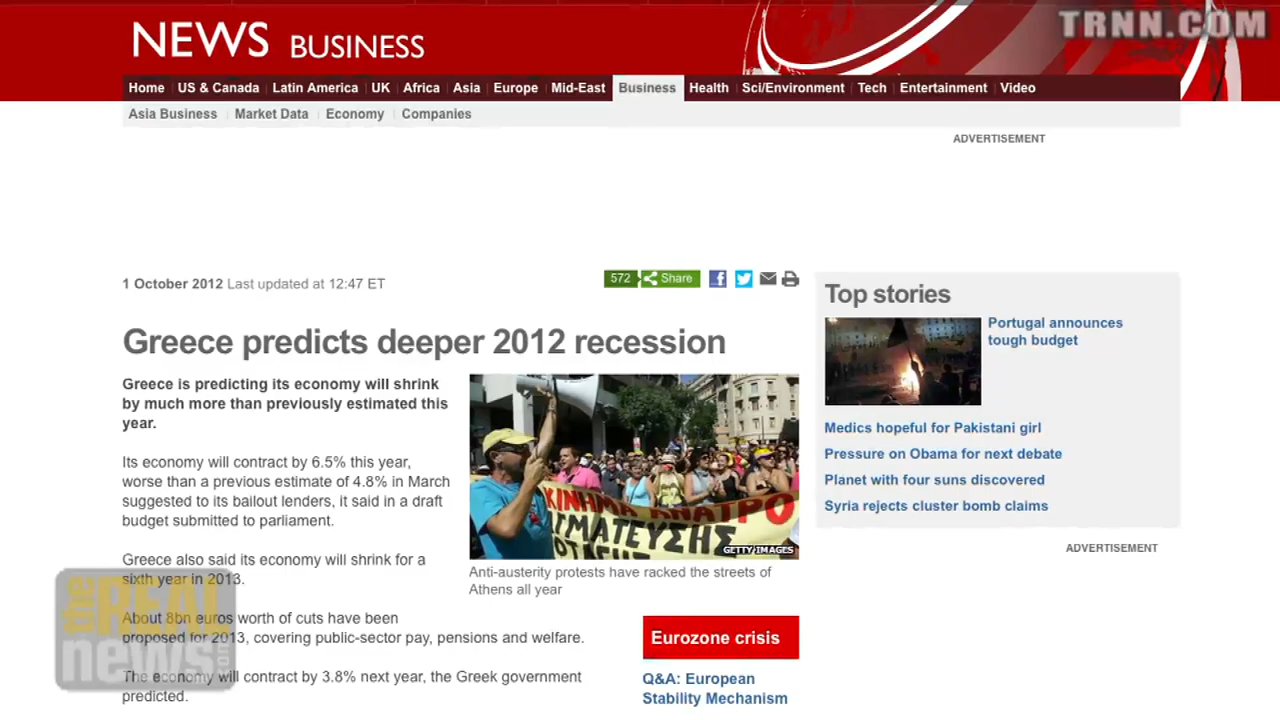 TRNN.COM
NEWS BUSINESS
Home US & Canada Latin America UK Africa Asia Europe Mid-East Business Health Sci/Environment Tech Entertainment Video
Asia Business Market Data Economy Companies
ADVERTISEMENT
1 October 2012 Last updated at 12:47 ET
572 Share
Greece predicts deeper 2012 recession
Greece is predicting its economy will shrink
by much more than previously estimated this
year.
Its economy will contract by 6.5% this year,
worse than a previous estimate of 4.8% in March
suggested to its bailout lenders, it said in a draft
budget submitted to parliament.
Greece also said its economy will shrink for a
sixth year in 2013.
About 8bn euros worth of cuts have been
proposed for 2013, covering public-sector pay, pensions and welfare.
The economy will contract by 3.8% next year, the Greek government
predicted.
ΚΙΝΗΜΑ ΑΝΑΤΡΟ
ΓΜΑΤΕΥΣΗΣ
GETTY IMAGES
Anti-austerity protests have racked the streets of
Athens all year
Eurozone crisis
Q&A: European
Stability Mechanism
Top stories
Portugal announces
tough budget
Medics hopeful for Pakistani girl
Pressure on Obama for next debate
Planet with four suns discovered
Syria rejects cluster bomb claims
ADVERTISEMENT
the
REAL
news.com